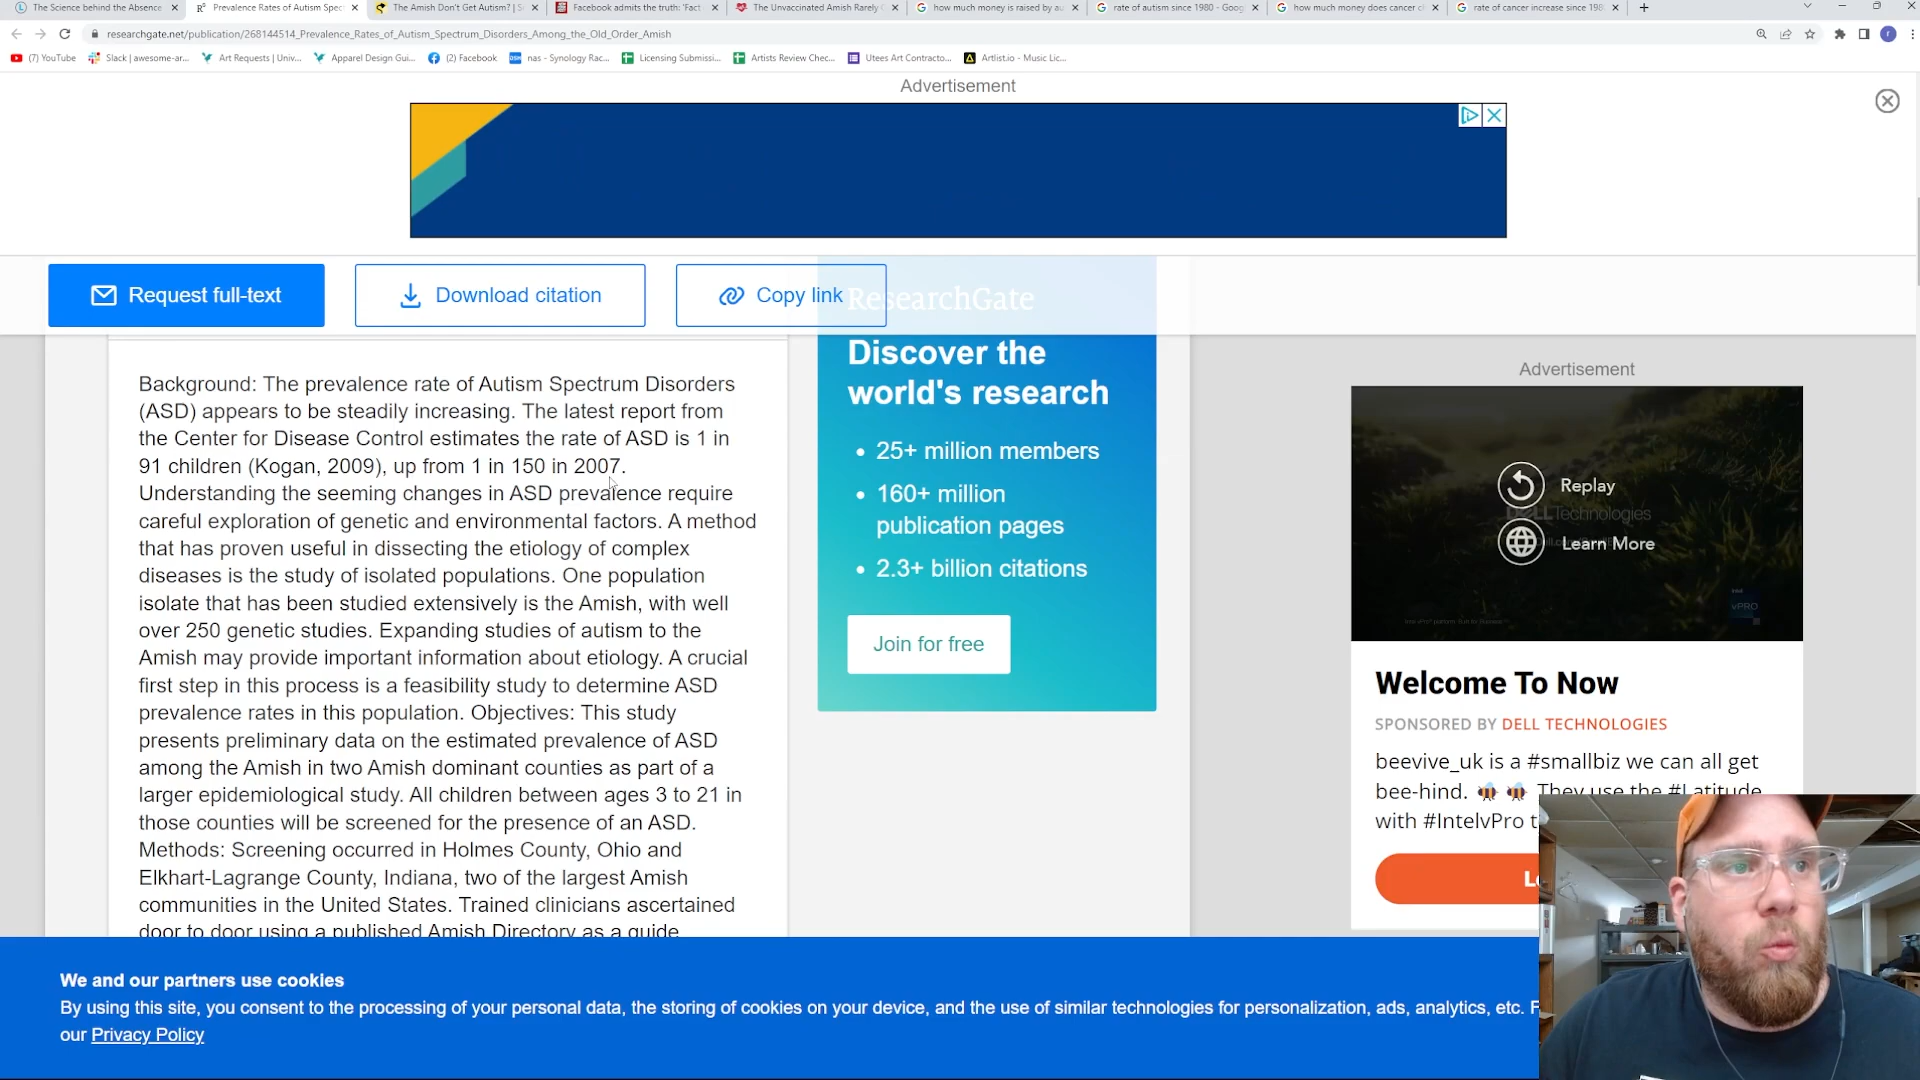 The Science behind the Absence
Prevalence Rates of Autism Spec
The Amish Don't Get Autism? | S
Facebook admits the truth: 'Fact
The Unvaccinated Amish Rarely
how much money is raised by au
rate of autism since 1980 - Goog
how much money does cancer cl
rate of cancer increase since 198
researchgate.net/publication/268144514_Prevalence_Rates_of_Autism_Spectrum_Disorders_Among_the_Old_Order_Amish
(7) YouTube
Slack | awesome-ar...
Art Requests | Univ...
Apparel Design Gui...
(2) Facebook
nas - Synology Rac...
Licensing Submissi...
Artists Review Chec...
Utees Art Contracto...
Artlist.io - Music Lic...
Advertisement
Request full-text
Download citation
Copy link
ResearchGate
Discover the
world's research
• 25+ million members
• 160+ million
publication pages
• 2.3+ billion citations
Join for free
Background: The prevalence rate of Autism Spectrum Disorders
(ASD) appears to be steadily increasing. The latest report from
the Center for Disease Control estimates the rate of ASD is 1 in
91 children (Kogan, 2009), up from 1 in 150 in 2007.
Understanding the seeming changes in ASD prevalence require
careful exploration of genetic and environmental factors. A method
that has proven useful in dissecting the etiology of complex
diseases is the study of isolated populations. One population
isolate that has been studied extensively is the Amish, with well
over 250 genetic studies. Expanding studies of autism to the
Amish may provide important information about etiology. A crucial
first step in this process is a feasibility study to determine ASD
prevalence rates in this population. Objectives: This study
presents preliminary data on the estimated prevalence of ASD
among the Amish in two Amish dominant counties as part of a
larger epidemiological study. All children between ages 3 to 21 in
those counties will be screened for the presence of an ASD.
Methods: Screening occurred in Holmes County, Ohio and
Elkhart-Lagrange County, Indiana, two of the largest Amish
communities in the United States. Trained clinicians ascertained
door to door using a published Amish Directory as a guide.
Advertisement
Replay
DELLTechnologies
Learn More
vPRO
Welcome To Now
SPONSORED BY DELL TECHNOLOGIES
beevive_uk is a #smallbiz we can all get
bee-hind. 🐝 🐝 They use the #Latitude
with #IntelvPro t
We and our partners use cookies
By using this site, you consent to the processing of your personal data, the storing of cookies on your device, and the use of similar technologies for personalization, ads, analytics, etc. F
our Privacy Policy